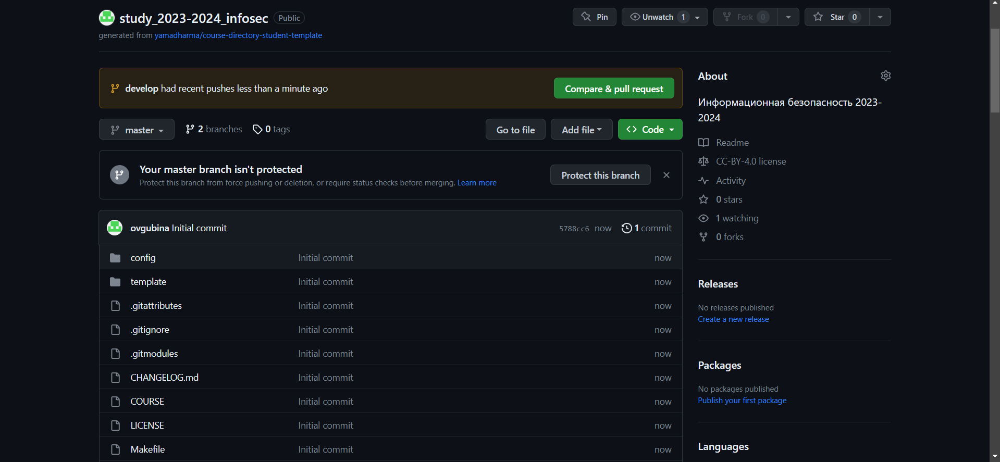 study_2023-2024_infosec Public Pin Unwatch 1 Fork 0 Star 0
generated from yamadharma/course-directory-student-template
develop had recent pushes less than a minute ago Compare & pull request
master 2 branches 0 tags Go to file Add file Code
Your master branch isn't protected
Protect this branch from force pushing or deletion, or require status checks before merging. Learn more
Protect this branch
ovgubina Initial commit 5788cc6 now 1 commit
config Initial commit now
template Initial commit now
.gitattributes Initial commit now
.gitignore Initial commit now
.gitmodules Initial commit now
CHANGELOG.md Initial commit now
COURSE Initial commit now
LICENSE Initial commit now
Makefile Initial commit now
About
Информационная безопасность 2023-
2024
Readme
CC-BY-4.0 license
Activity
0 stars
1 watching
0 forks
Releases
No releases published
Create a new release
Packages
No packages published
Publish your first package
Languages